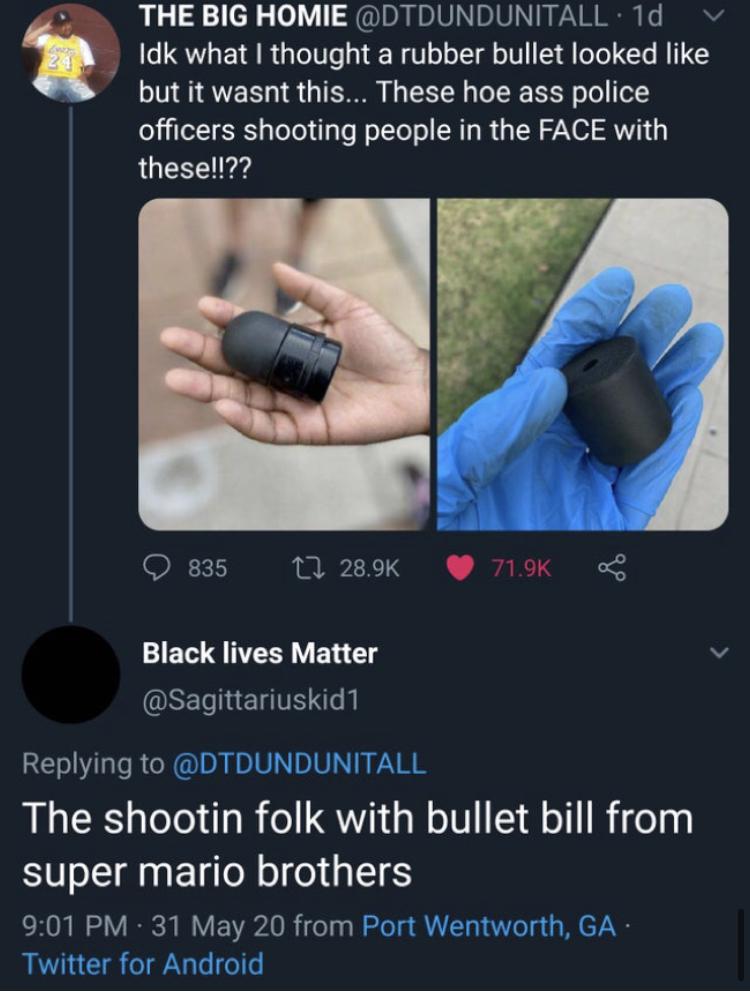 THE BIG HOMIE @DTDUNDUNITALL · 1d
Idk what I thought a rubber bullet looked like
but it wasnt this... These hoe ass police
officers shooting people in the FACE with
these!!??
835 28.9K 71.9K
Black lives Matter
@Sagittariuskid1
Replying to @DTDUNDUNITALL
The shootin folk with bullet bill from
super mario brothers
9:01 PM · 31 May 20 from Port Wentworth, GA ·
Twitter for Android